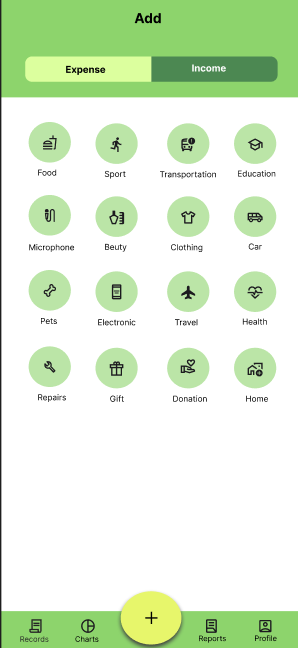 Add
Expense Income
Food Sport Transportation Education
Microphone Beuty Clothing Car
Pets Electronic Travel Health
Repairs Gift Donation Home
Records Charts + Reports Profile